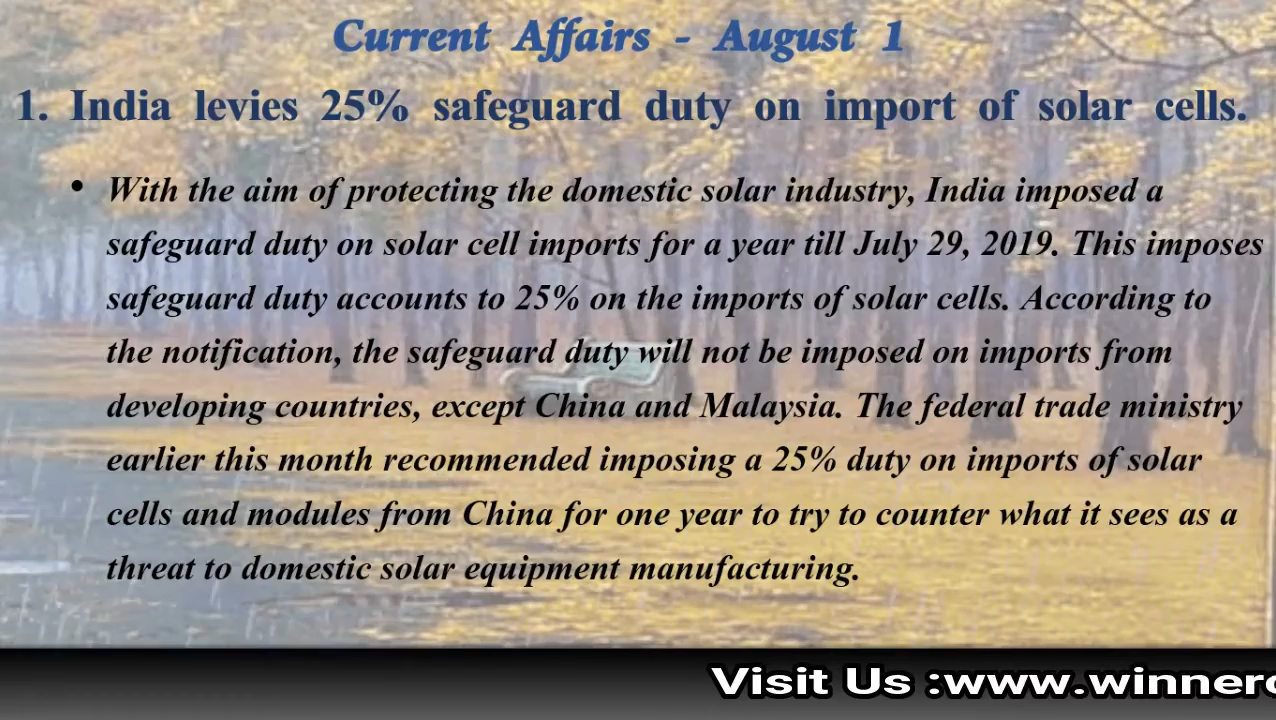 Current Affairs - August 1
1. India levies 25% safeguard duty on import of solar cells.
• With the aim of protecting the domestic solar industry, India imposed a
safeguard duty on solar cell imports for a year till July 29, 2019. This imposes
safeguard duty accounts to 25% on the imports of solar cells. According to
the notification, the safeguard duty will not be imposed on imports from
developing countries, except China and Malaysia. The federal trade ministry
earlier this month recommended imposing a 25% duty on imports of solar
cells and modules from China for one year to try to counter what it sees as a
threat to domestic solar equipment manufacturing.
Visit Us :